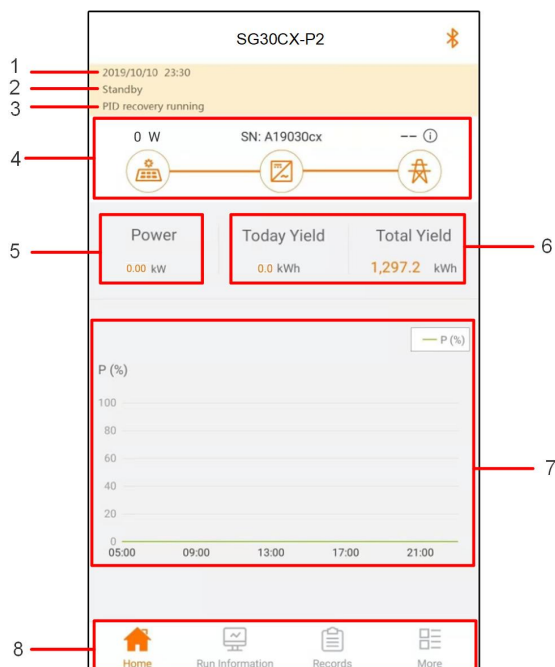 SG30CX-P2
1
2019/10/10 23:30
2
Standby
3
PID recovery running
0 W SN: A19030cx --
4
Power Today Yield Total Yield
5
6
0.00 kW 0.0 kWh 1,297.2 kWh
P (%)
P (%)
100
80
60
7
40
20
0
05:00 09:00 13:00 17:00 21:00
8
Home Run Information Records More